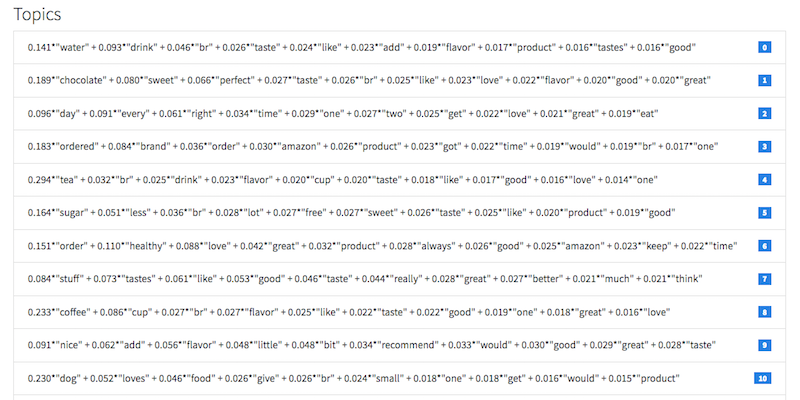 Topics
0.141*"water" + 0.093*"drink" + 0.046*"br" + 0.026*"taste" + 0.024*"like" + 0.023*"add" + 0.019*"flavor" + 0.017*"product" + 0.016*"tastes" + 0.016*"good" 0
0.189*"chocolate" + 0.080*"sweet" + 0.066*"perfect" + 0.027*"taste" + 0.026*"br" + 0.025*"like" + 0.023*"love" + 0.022*"flavor" + 0.020*"good" + 0.020*"great" 1
0.096*"day" + 0.091*"every" + 0.061*"right" + 0.034*"time" + 0.029*"one" + 0.027*"two" + 0.025*"get" + 0.022*"love" + 0.021*"great" + 0.019*"eat" 2
0.183*"ordered" + 0.084*"brand" + 0.036*"order" + 0.030*"amazon" + 0.026*"product" + 0.023*"got" + 0.022*"time" + 0.019*"would" + 0.019*"br" + 0.017*"one" 3
0.294*"tea" + 0.032*"br" + 0.025*"drink" + 0.023*"flavor" + 0.020*"cup" + 0.020*"taste" + 0.018*"like" + 0.017*"good" + 0.016*"love" + 0.014*"one" 4
0.164*"sugar" + 0.051*"less" + 0.036*"br" + 0.028*"lot" + 0.027*"free" + 0.027*"sweet" + 0.026*"taste" + 0.025*"like" + 0.020*"product" + 0.019*"good" 5
0.151*"order" + 0.110*"healthy" + 0.088*"love" + 0.042*"great" + 0.032*"product" + 0.028*"always" + 0.026*"good" + 0.025*"amazon" + 0.023*"keep" + 0.022*"time" 6
0.084*"stuff" + 0.073*"tastes" + 0.061*"like" + 0.053*"good" + 0.046*"taste" + 0.044*"really" + 0.028*"great" + 0.027*"better" + 0.021*"much" + 0.021*"think" 7
0.233*"coffee" + 0.086*"cup" + 0.027*"br" + 0.027*"flavor" + 0.025*"like" + 0.022*"taste" + 0.022*"good" + 0.019*"one" + 0.018*"great" + 0.016*"love" 8
0.091*"nice" + 0.062*"add" + 0.056*"flavor" + 0.048*"little" + 0.048*"bit" + 0.034*"recommend" + 0.033*"would" + 0.030*"good" + 0.029*"great" + 0.028*"taste" 9
0.230*"dog" + 0.052*"loves" + 0.046*"food" + 0.026*"give" + 0.026*"br" + 0.024*"small" + 0.018*"one" + 0.018*"get" + 0.016*"would" + 0.015*"product" 10